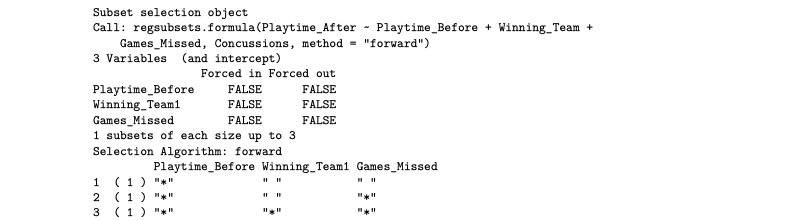 Subset selection object
Call: regsubsets.formula(Playtime_After ~ Playtime_Before + Winning_Team +
    Games_Missed, Concussions, method = "forward")
3 Variables  (and intercept)
                Forced in Forced out
Playtime_Before     FALSE      FALSE
Winning_Team1       FALSE      FALSE
Games_Missed        FALSE      FALSE
1 subsets of each size up to 3
Selection Algorithm: forward
         Playtime_Before Winning_Team1 Games_Missed
1  ( 1 ) "*"             " "           " "
2  ( 1 ) "*"             " "           "*"
3  ( 1 ) "*"             "*"           "*"